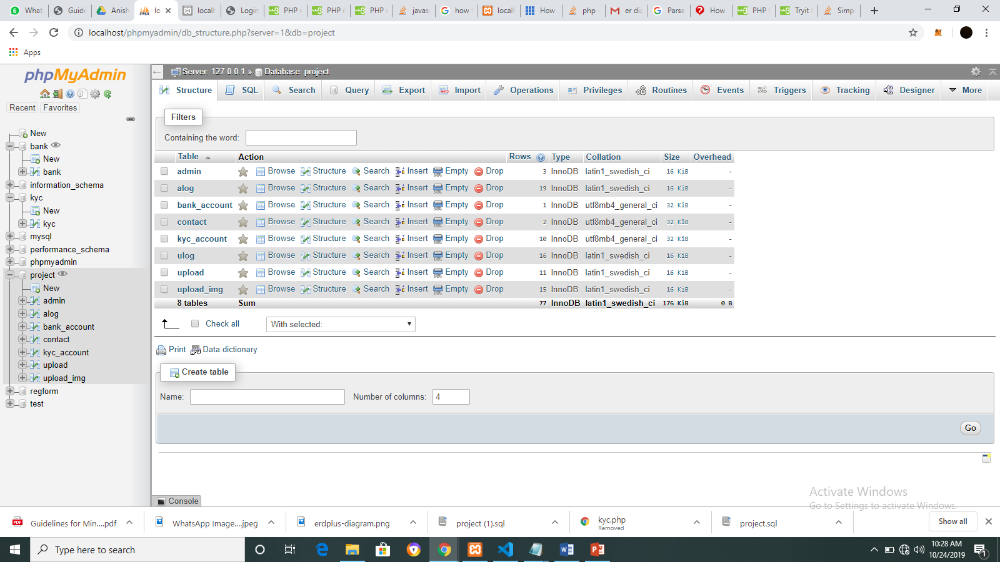 What Guide Anish lo localh Login PHP r PHP r PHP r javas how locall How php - er dia Parse How PHP Tryit Simp
localhost/phpmyadmin/db_structure.php?server=1&db=project
Apps
phpMyAdmin
Recent Favorites
New
bank
New
bank
information_schema
kyc
New
kyc
mysql
performance_schema
phpmyadmin
project
New
admin
alog
bank_account
contact
kyc_account
upload
upload_img
regform
test
Server: 127.0.0.1 » Database: project
Structure SQL Search Query Export Import Operations Privileges Routines Events Triggers Tracking Designer More
Filters
Containing the word:
Table Action Rows Type Collation Size Overhead
admin Browse Structure Search Insert Empty Drop 3 InnoDB latin1_swedish_ci 16 KiB -
alog Browse Structure Search Insert Empty Drop 19 InnoDB latin1_swedish_ci 16 KiB -
bank_account Browse Structure Search Insert Empty Drop 1 InnoDB utf8mb4_general_ci 32 KiB -
contact Browse Structure Search Insert Empty Drop 2 InnoDB utf8mb4_general_ci 32 KiB -
kyc_account Browse Structure Search Insert Empty Drop 10 InnoDB utf8mb4_general_ci 32 KiB -
ulog Browse Structure Search Insert Empty Drop 16 InnoDB latin1_swedish_ci 16 KiB -
upload Browse Structure Search Insert Empty Drop 11 InnoDB latin1_swedish_ci 16 KiB -
upload_img Browse Structure Search Insert Empty Drop 15 InnoDB latin1_swedish_ci 16 KiB -
8 tables Sum 77 InnoDB latin1_swedish_ci 176 KiB 0 B
Check all With selected:
Print Data dictionary
Create table
Name: Number of columns: 4
Go
Console
Activate Windows
Go to Settings to activate Windows.
Guidelines for Min....pdf WhatsApp Image....jpeg erdplus-diagram.png project (1).sql kyc.php project.sql Show all
Removed
Type here to search
10:28 AM
10/24/2019
1